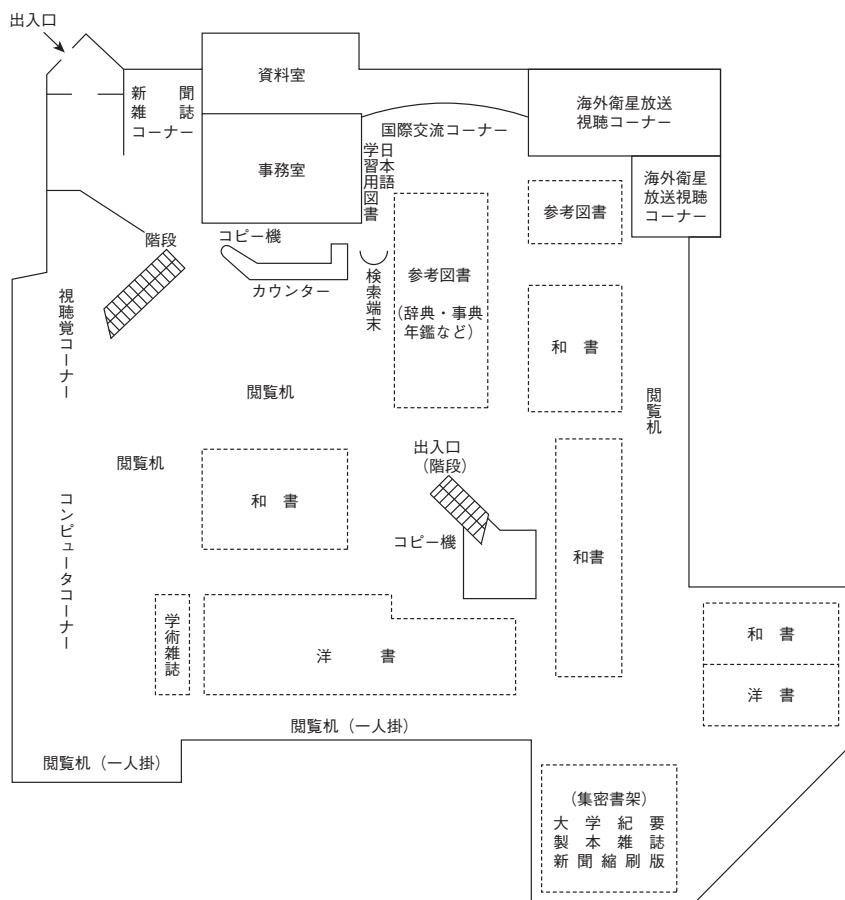 出入口
資料室
新聞
雑誌
コーナー
海外衛星放送
視聴コーナー
国際交流コーナー
日本語
学習用図書
事務室
海外衛星
放送視聴
コーナー
参考図書
階段
コピー機
カウンター
検索端末
参考図書
(辞典・事典
年鑑など)
視聴覚コーナー
和書
閲覧机
閲覧机
出入口
(階段)
閲覧机
和書
コピー機
和書
コンピュータコーナー
学術雑誌
洋書
和書
洋書
閲覧机(一人掛)
閲覧机(一人掛)
(集密書架)
大学紀要
製本雑誌
新聞縮刷版